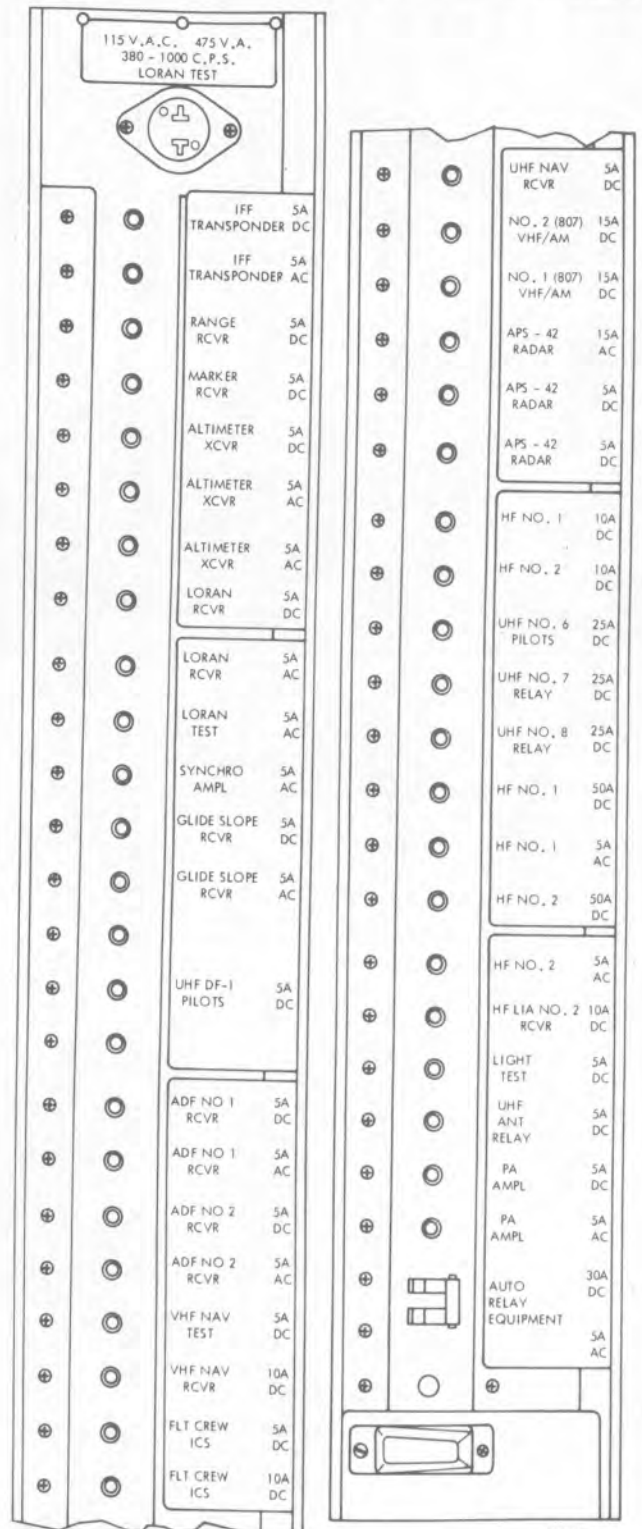 115 V.A.C. 475 V.A.
380 - 1000 C.P.S.
LORAN TEST
IFF 5A
TRANSPONDER DC
IFF 5A
TRANSPONDER AC
RANGE 5A
RCVR DC
MARKER 5A
RCVR DC
ALTIMETER 5A
XCVR DC
ALTIMETER 5A
XCVR AC
ALTIMETER 5A
XCVR AC
LORAN 5A
RCVR DC
LORAN 5A
RCVR AC
LORAN 5A
TEST AC
SYNCHRO 5A
AMPL AC
GLIDE SLOPE 5A
RCVR DC
GLIDE SLOPE 5A
RCVR AC
UHF DF-1 5A
PILOTS DC
ADF NO 1 5A
RCVR DC
ADF NO 1 5A
RCVR AC
ADF NO 2 5A
RCVR DC
ADF NO 2 5A
RCVR AC
VHF NAV 5A
TEST DC
VHF NAV 10A
RCVR DC
FLT CREW 5A
ICS DC
FLT CREW 10A
ICS DC
UHF NAV 5A
RCVR DC
NO. 2 (807) 15A
VHF/AM DC
NO. 1 (807) 15A
VHF/AM DC
APS - 42 15A
RADAR AC
APS - 42 5A
RADAR DC
APS - 42 5A
RADAR DC
HF NO. 1 10A
DC
HF NO. 2 10A
DC
UHF NO. 6 25A
PILOTS DC
UHF NO. 7 25A
RELAY DC
UHF NO. 8 25A
RELAY DC
HF NO. 1 50A
DC
HF NO. 1 5A
AC
HF NO. 2 50A
DC
HF NO. 2 5A
AC
HF LIA NO. 2 10A
RCVR DC
LIGHT 5A
TEST DC
UHF 5A
ANT DC
RELAY
PA 5A
AMPL DC
PA 5A
AMPL AC
30A
AUTO DC
RELAY
EQUIPMENT
5A
AC